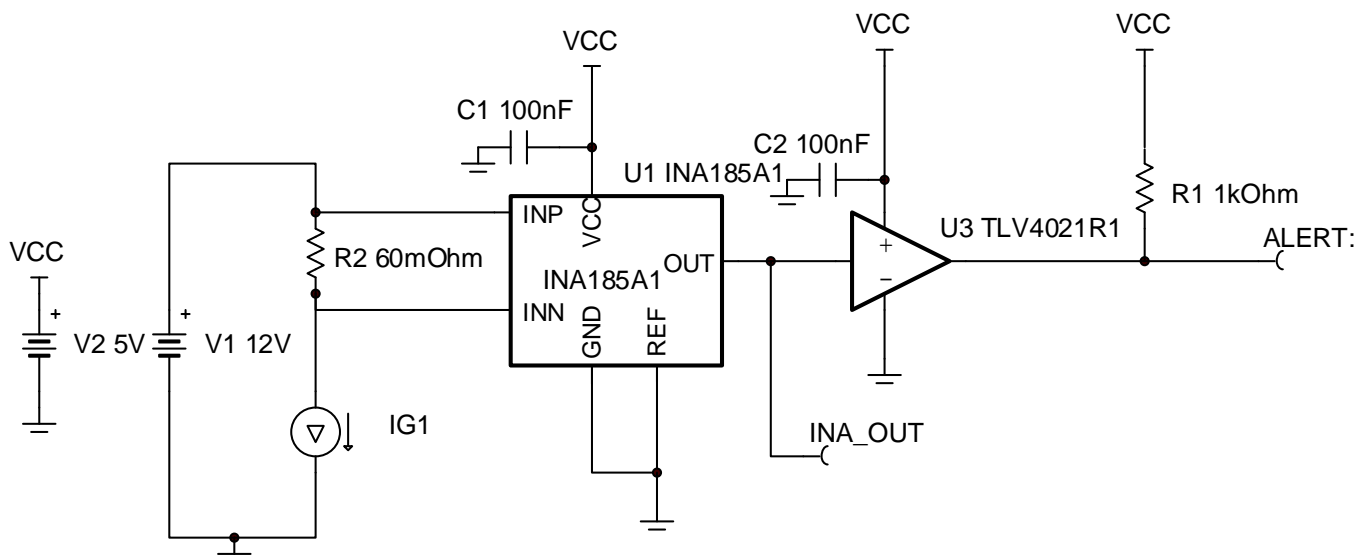 VCC
VCC
VCC
C1 100nF
C2 100nF
U1 INA185A1
INP
VCC
R1 1kOhm
U3 TLV4021R1
ALERT:
VCC
R2 60mOhm
OUT
INA185A1
+
INN
GND
REF
+
−
+
V2 5V
V1 12V
IG1
INA_OUT